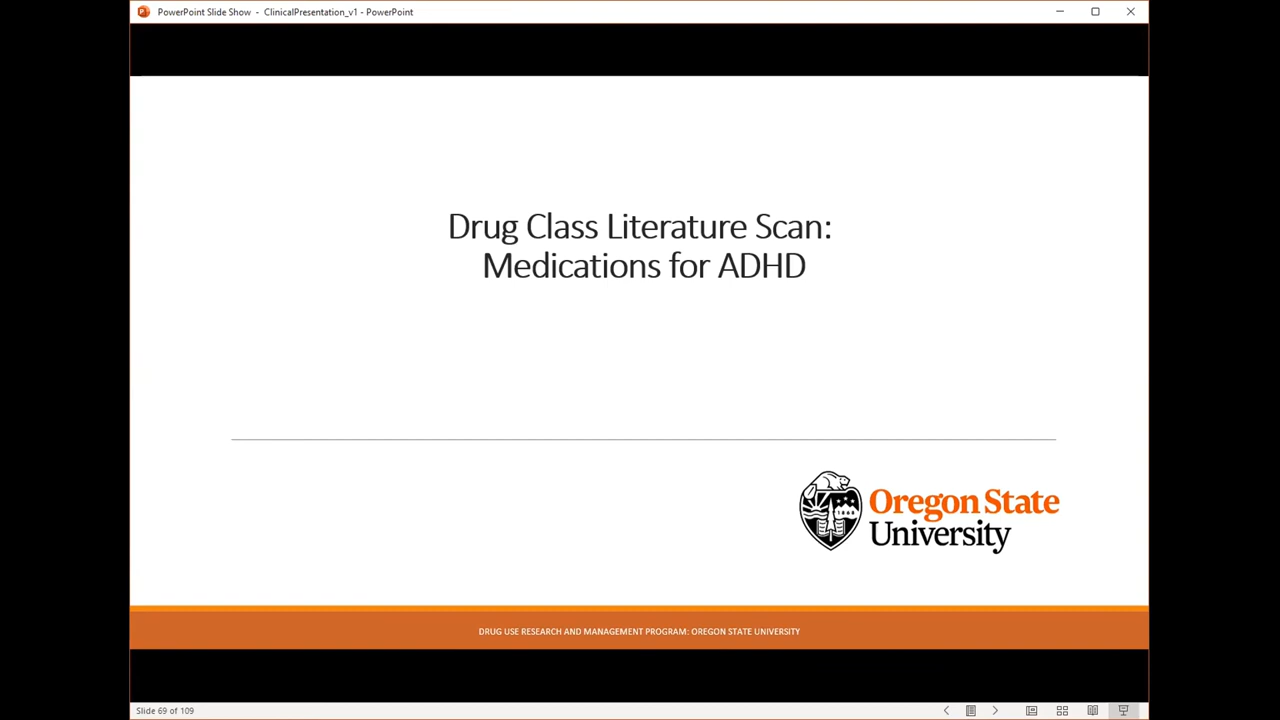 PowerPoint Slide Show - ClinicalPresentation_v1 - PowerPoint
Drug Class Literature Scan:
Medications for ADHD
Oregon State
University
DRUG USE RESEARCH AND MANAGEMENT PROGRAM: OREGON STATE UNIVERSITY
Slide 69 of 109